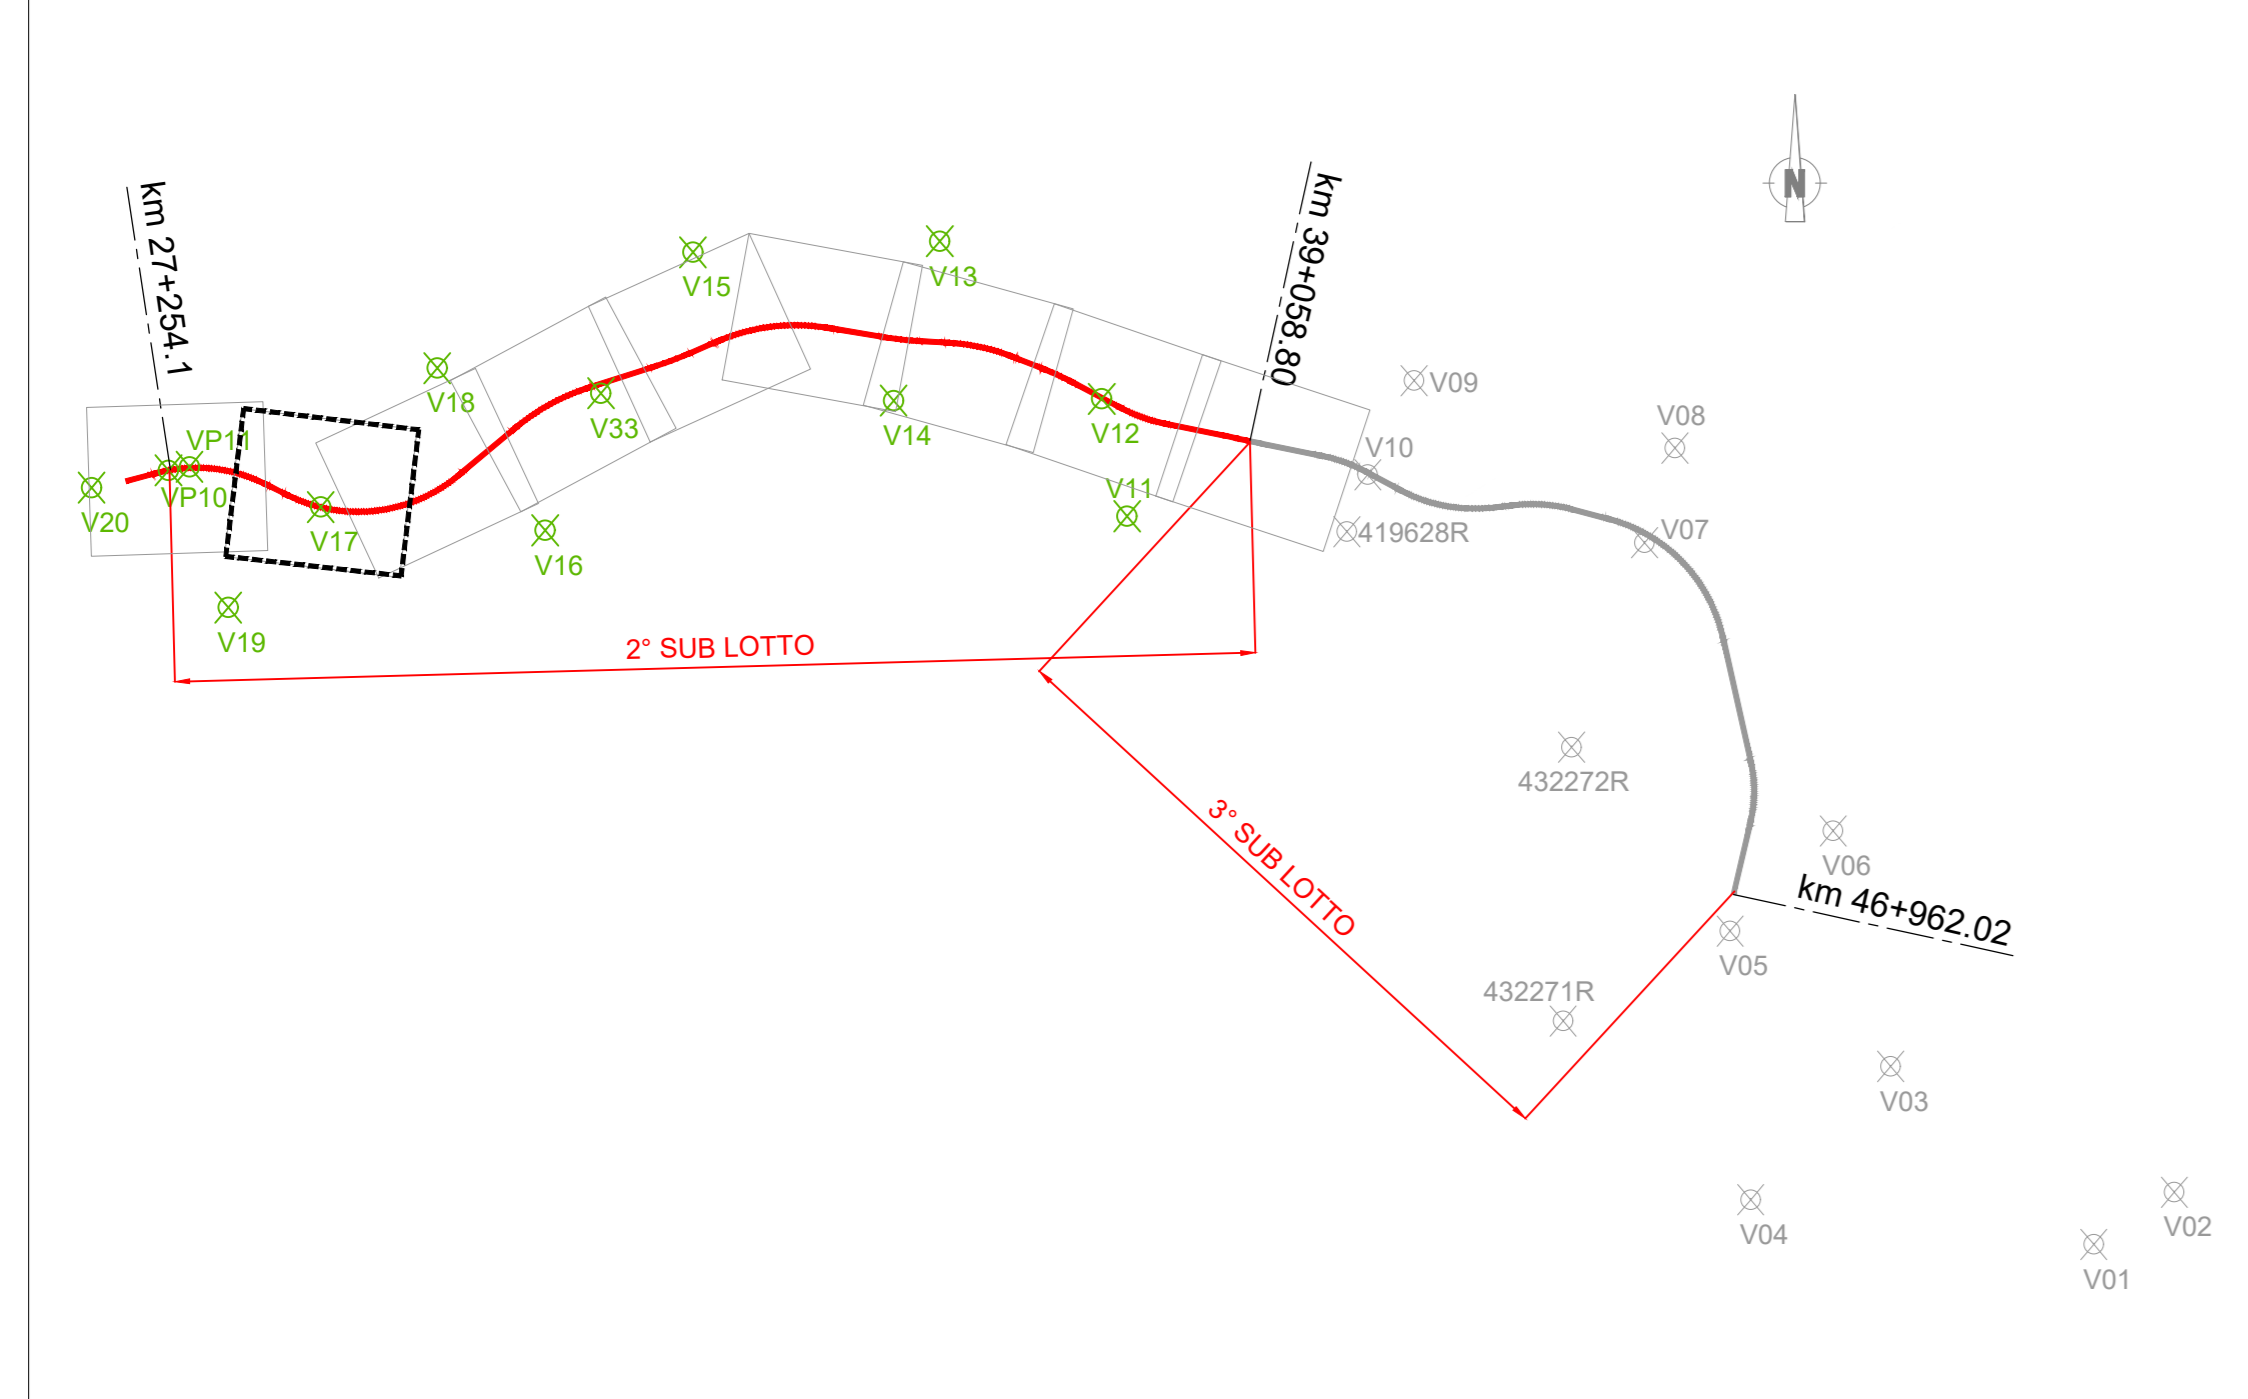 km 27+254.1
km 39+058.80
N
V15
V13
V18
V33
V14
V12
V09
V08
V10
VP11
VP10
V20
V17
V16
V11
419628R
V07
V19
2° SUB LOTTO
432272R
3° SUB LOTTO
V06
km 46+962.02
V05
432271R
V03
V04
V02
V01